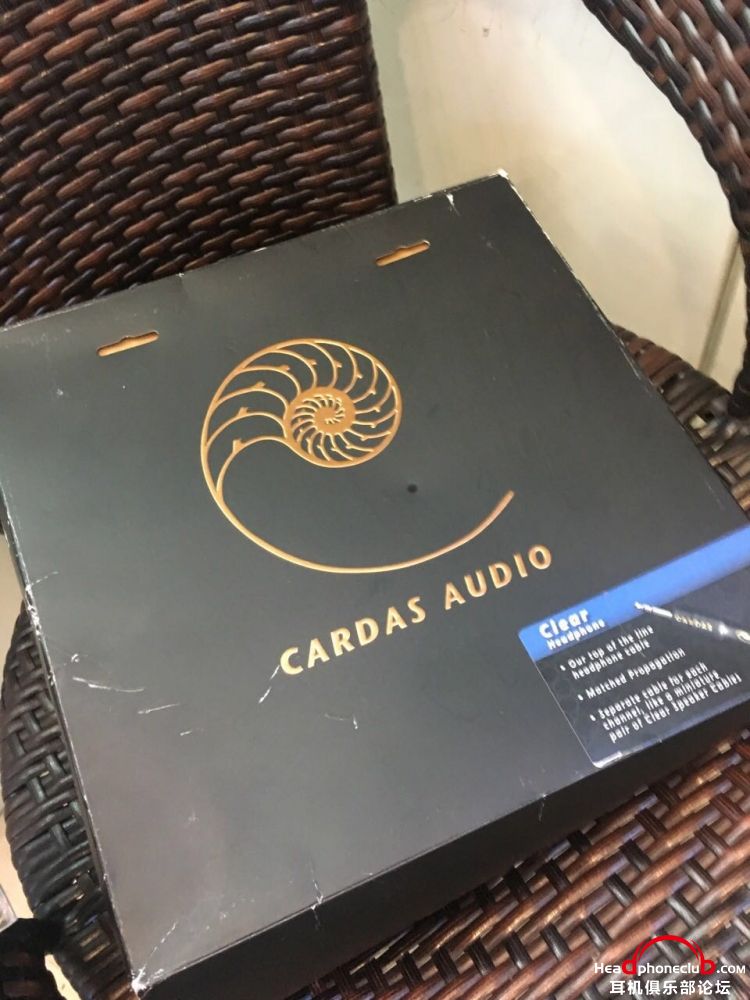 CARDAS AUDIO
Clear
Headphone
CARDAS
• Our top of the line
headphone cable
• Matched Propagation
• Separate cable for each
channel, like a miniature
pair of Clear Speaker Cables
HeadphoneclUb.COM
耳机俱乐部论坛